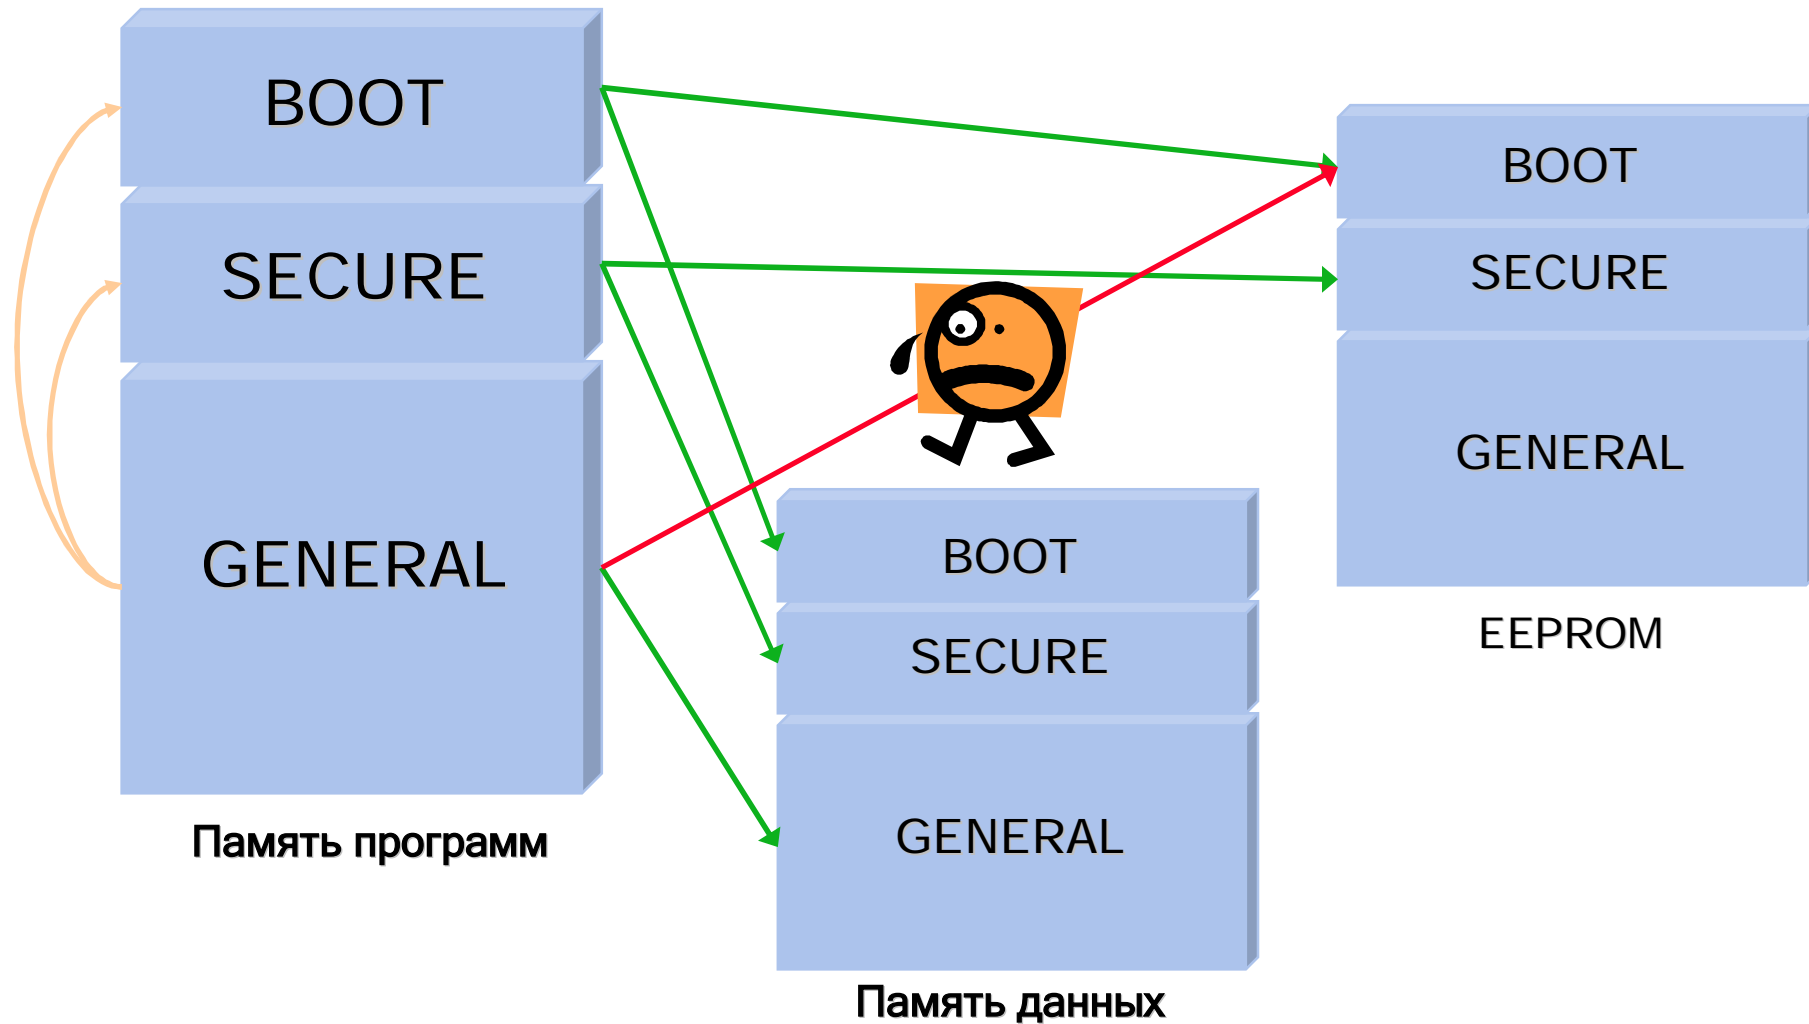 BOOT
SECURE
GENERAL
Память программ
BOOT
SECURE
GENERAL
Память данных
BOOT
SECURE
GENERAL
EEPROM